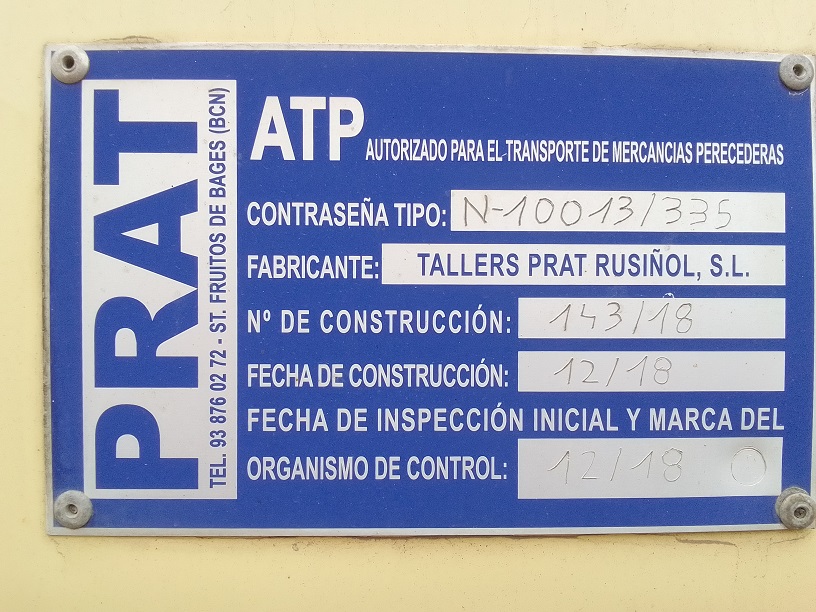 PRAT
TEL. 93 876 02 72 - ST. FRUITOS DE BAGES (BCN)
ATP AUTORIZADO PARA EL TRANSPORTE DE MERCANCIAS PERECEDERAS
CONTRASEÑA TIPO: N-10013/335
FABRICANTE: TALLERS PRAT RUSIÑOL, S.L.
Nº DE CONSTRUCCIÓN: 143/18
FECHA DE CONSTRUCCIÓN: 12/18
FECHA DE INSPECCIÓN INICIAL Y MARCA DEL
ORGANISMO DE CONTROL: 12/18